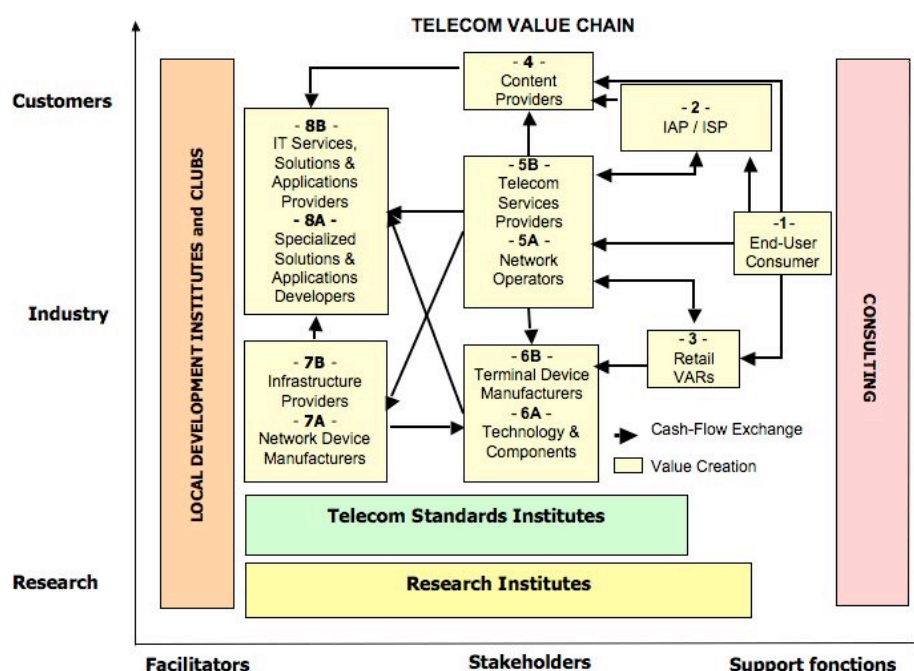 TELECOM VALUE CHAIN
Customers
Industry
Research
LOCAL DEVELOPMENT INSTITUTES and CLUBS
- 8B -
IT Services,
Solutions &
Applications
Providers
- 8A -
Specialized
Solutions &
Applications
Developers
- 7B -
Infrastructure
Providers
- 7A -
Network Device
Manufacturers
- 4 -
Content
Providers
- 5B -
Telecom
Services
Providers
- 5A -
Network
Operators
- 6B -
Terminal Device
Manufacturers
- 6A -
Technology &
Components
- 2 -
IAP / ISP
-1-
End-User
Consumer
- 3 -
Retail
VARs
Cash-Flow Exchange
Value Creation
CONSULTING
Telecom Standards Institutes
Research Institutes
Facilitators
Stakeholders
Support fonctions